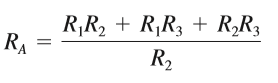 R_A = \frac{R_1R_2 + R_1R_3 + R_2R_3}{R_2}